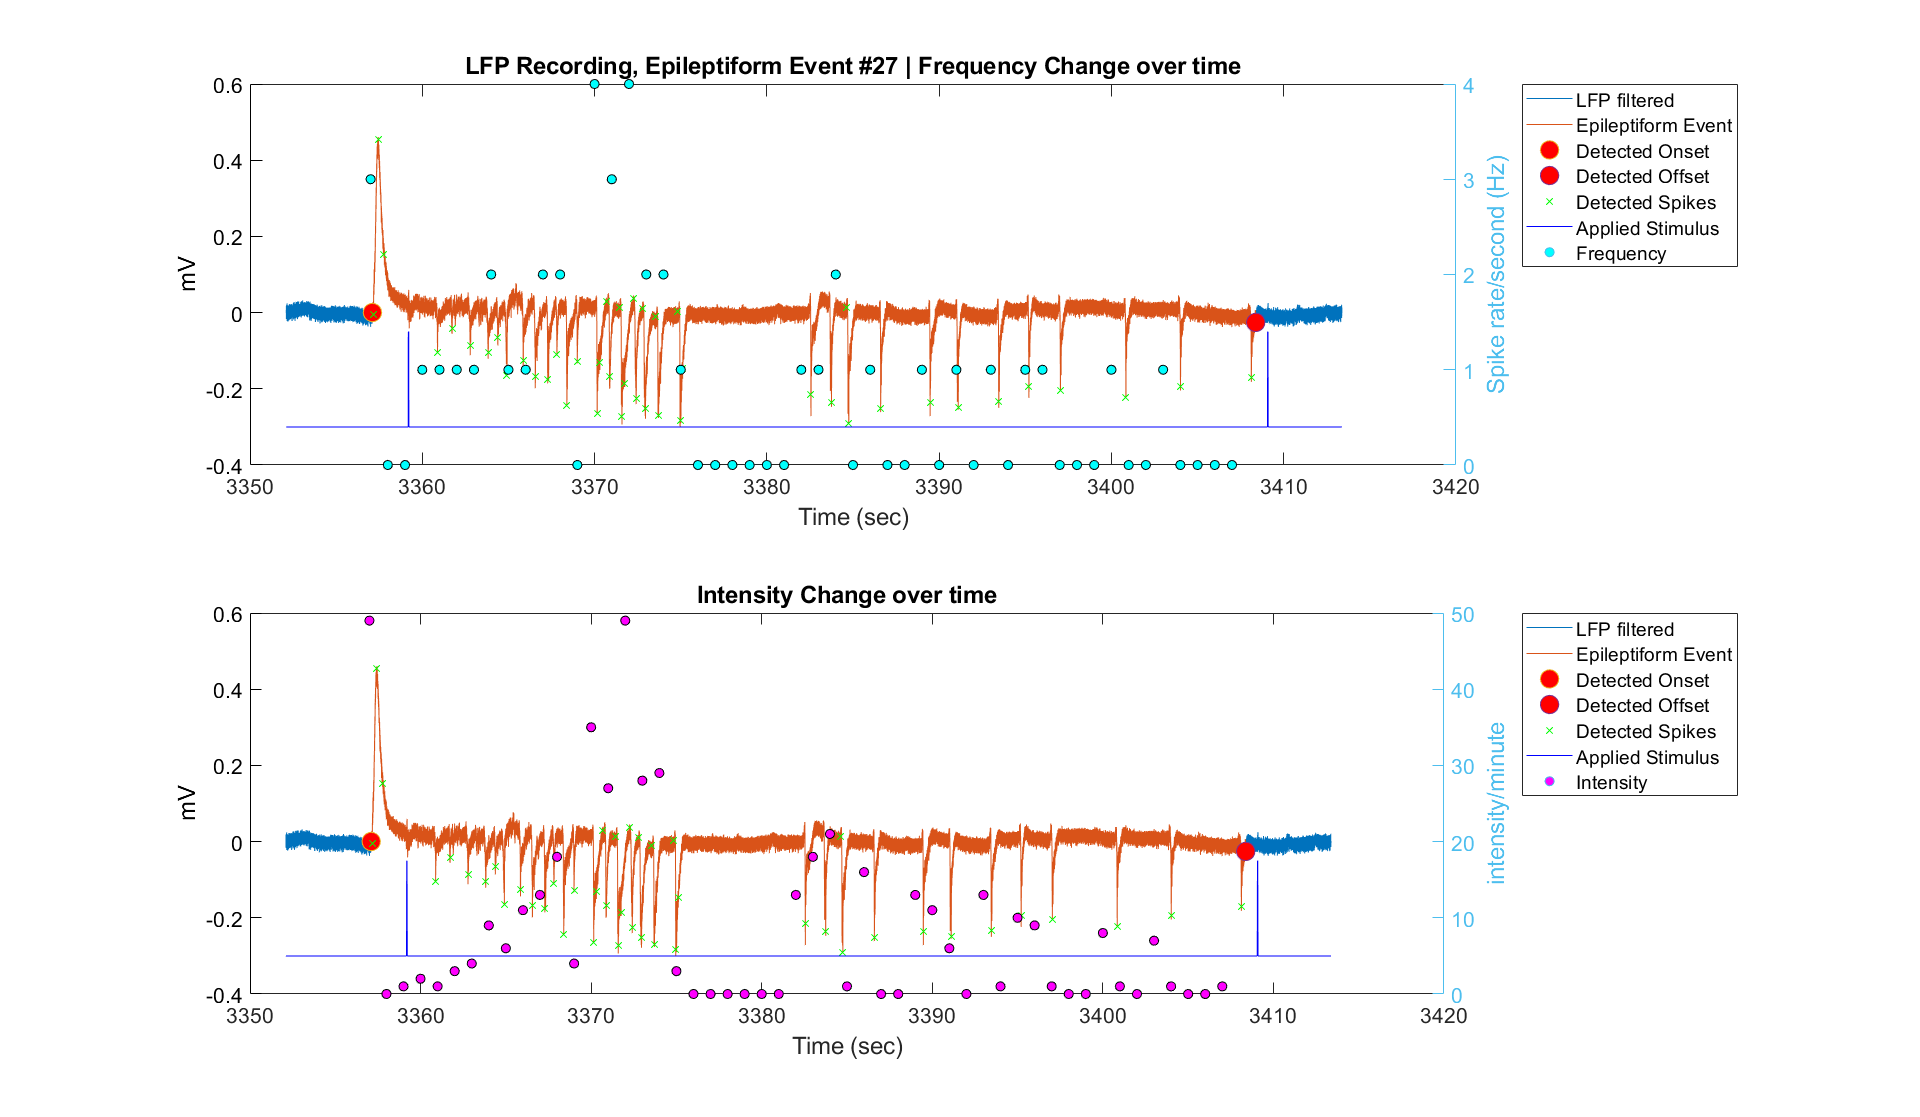 LFP Recording, Epileptiform Event #27 | Frequency Change over time
0.6
0.4
0.2
0
-0.2
-0.4
mV
4
3
2
1
0
Spike rate/second (Hz)
3350 3360 3370 3380 3390 3400 3410 3420
Time (sec)
LFP filtered
Epileptiform Event
Detected Onset
Detected Offset
Detected Spikes
Applied Stimulus
Frequency
Intensity Change over time
0.6
0.4
0.2
0
-0.2
-0.4
mV
50
40
30
20
10
0
intensity/minute
3350 3360 3370 3380 3390 3400 3410 3420
Time (sec)
LFP filtered
Epileptiform Event
Detected Onset
Detected Offset
Detected Spikes
Applied Stimulus
Intensity